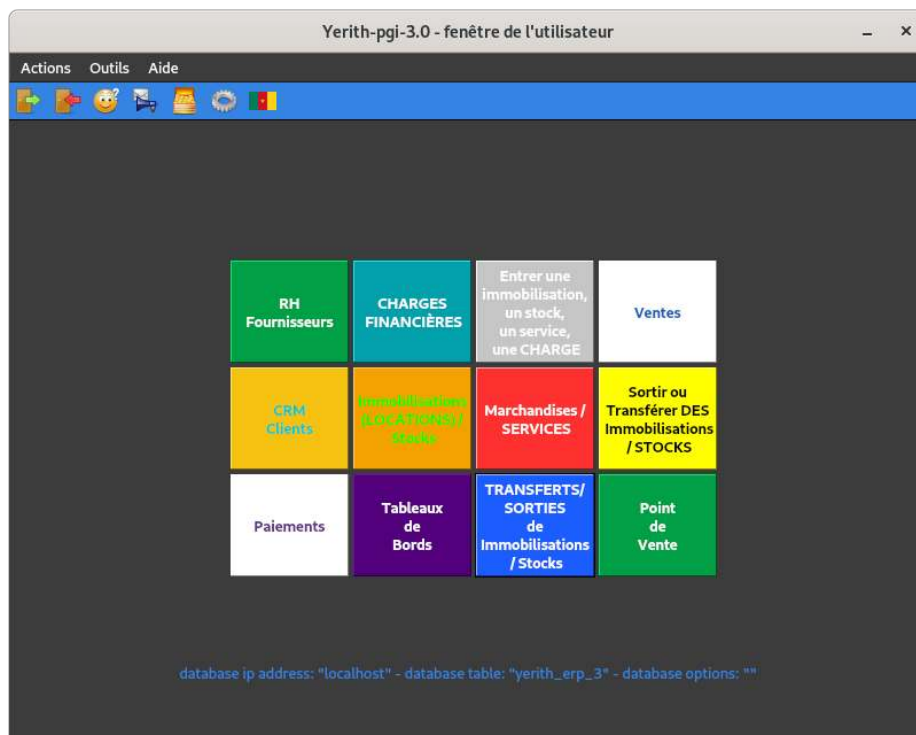 Yerith-pgi-3.0 - fenêtre de l'utilisateur
Actions Outils Aide
RH
Fournisseurs
CHARGES
FINANCIÈRES
Entrer une
immobilisation,
un stock,
un service,
une CHARGE
Ventes
CRM
Clients
Immobilisations
(LOCATIONS) /
Stocks
Marchandises /
SERVICES
Sortir ou
Transférer DES
Immobilisations
/ STOCKS
Paiements
Tableaux
de
Bords
TRANSFERTS/
SORTIES
de
Immobilisations
/ Stocks
Point
de
Vente
database ip address: "localhost" - database table: "yerith_erp_3" - database options: ""